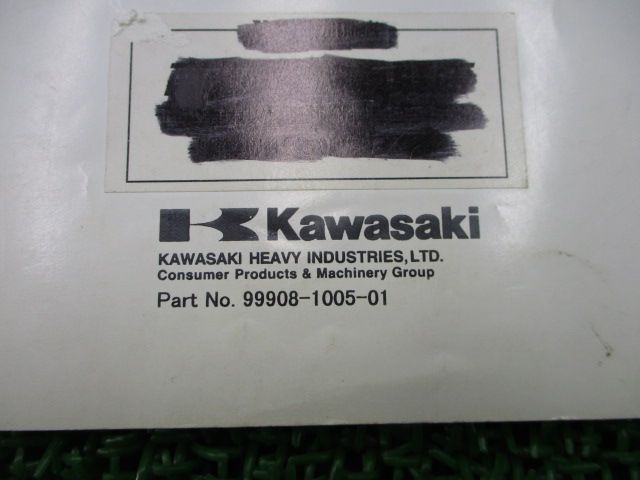 Kawasaki
KAWASAKI HEAVY INDUSTRIES,LTD.
Consumer Products & Machinery Group
Part No. 99908-1005-01